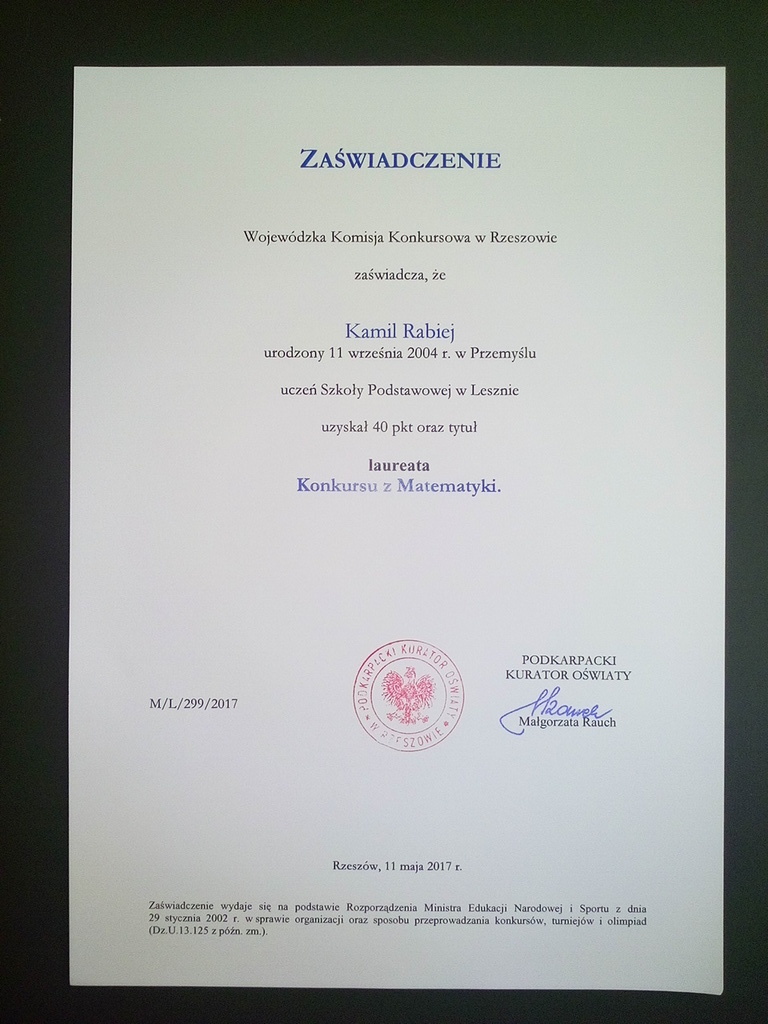 ZAŚWIADCZENIE
Wojewódzka Komisja Konkursowa w Rzeszowie
zaświadcza, że
Kamil Rabiej
urodzony 11 września 2004 r. w Przemyślu
uczeń Szkoły Podstawowej w Lesznie
uzyskał 40 pkt oraz tytuł
laureata
Konkursu z Matematyki.
M/L/299/2017
PODKARPACKI KURATOR OŚWIATY
* W RZESZOWIE *
PODKARPACKI
KURATOR OŚWIATY
Małgorzata Rauch
Rzeszów, 11 maja 2017 r.
Zaświadczenie wydaje się na podstawie Rozporządzenia Ministra Edukacji Narodowej i Sportu z dnia
29 stycznia 2002 r. w sprawie organizacji oraz sposobu przeprowadzania konkursów, turniejów i olimpiad
(Dz.U.13.125 z późn. zm.).